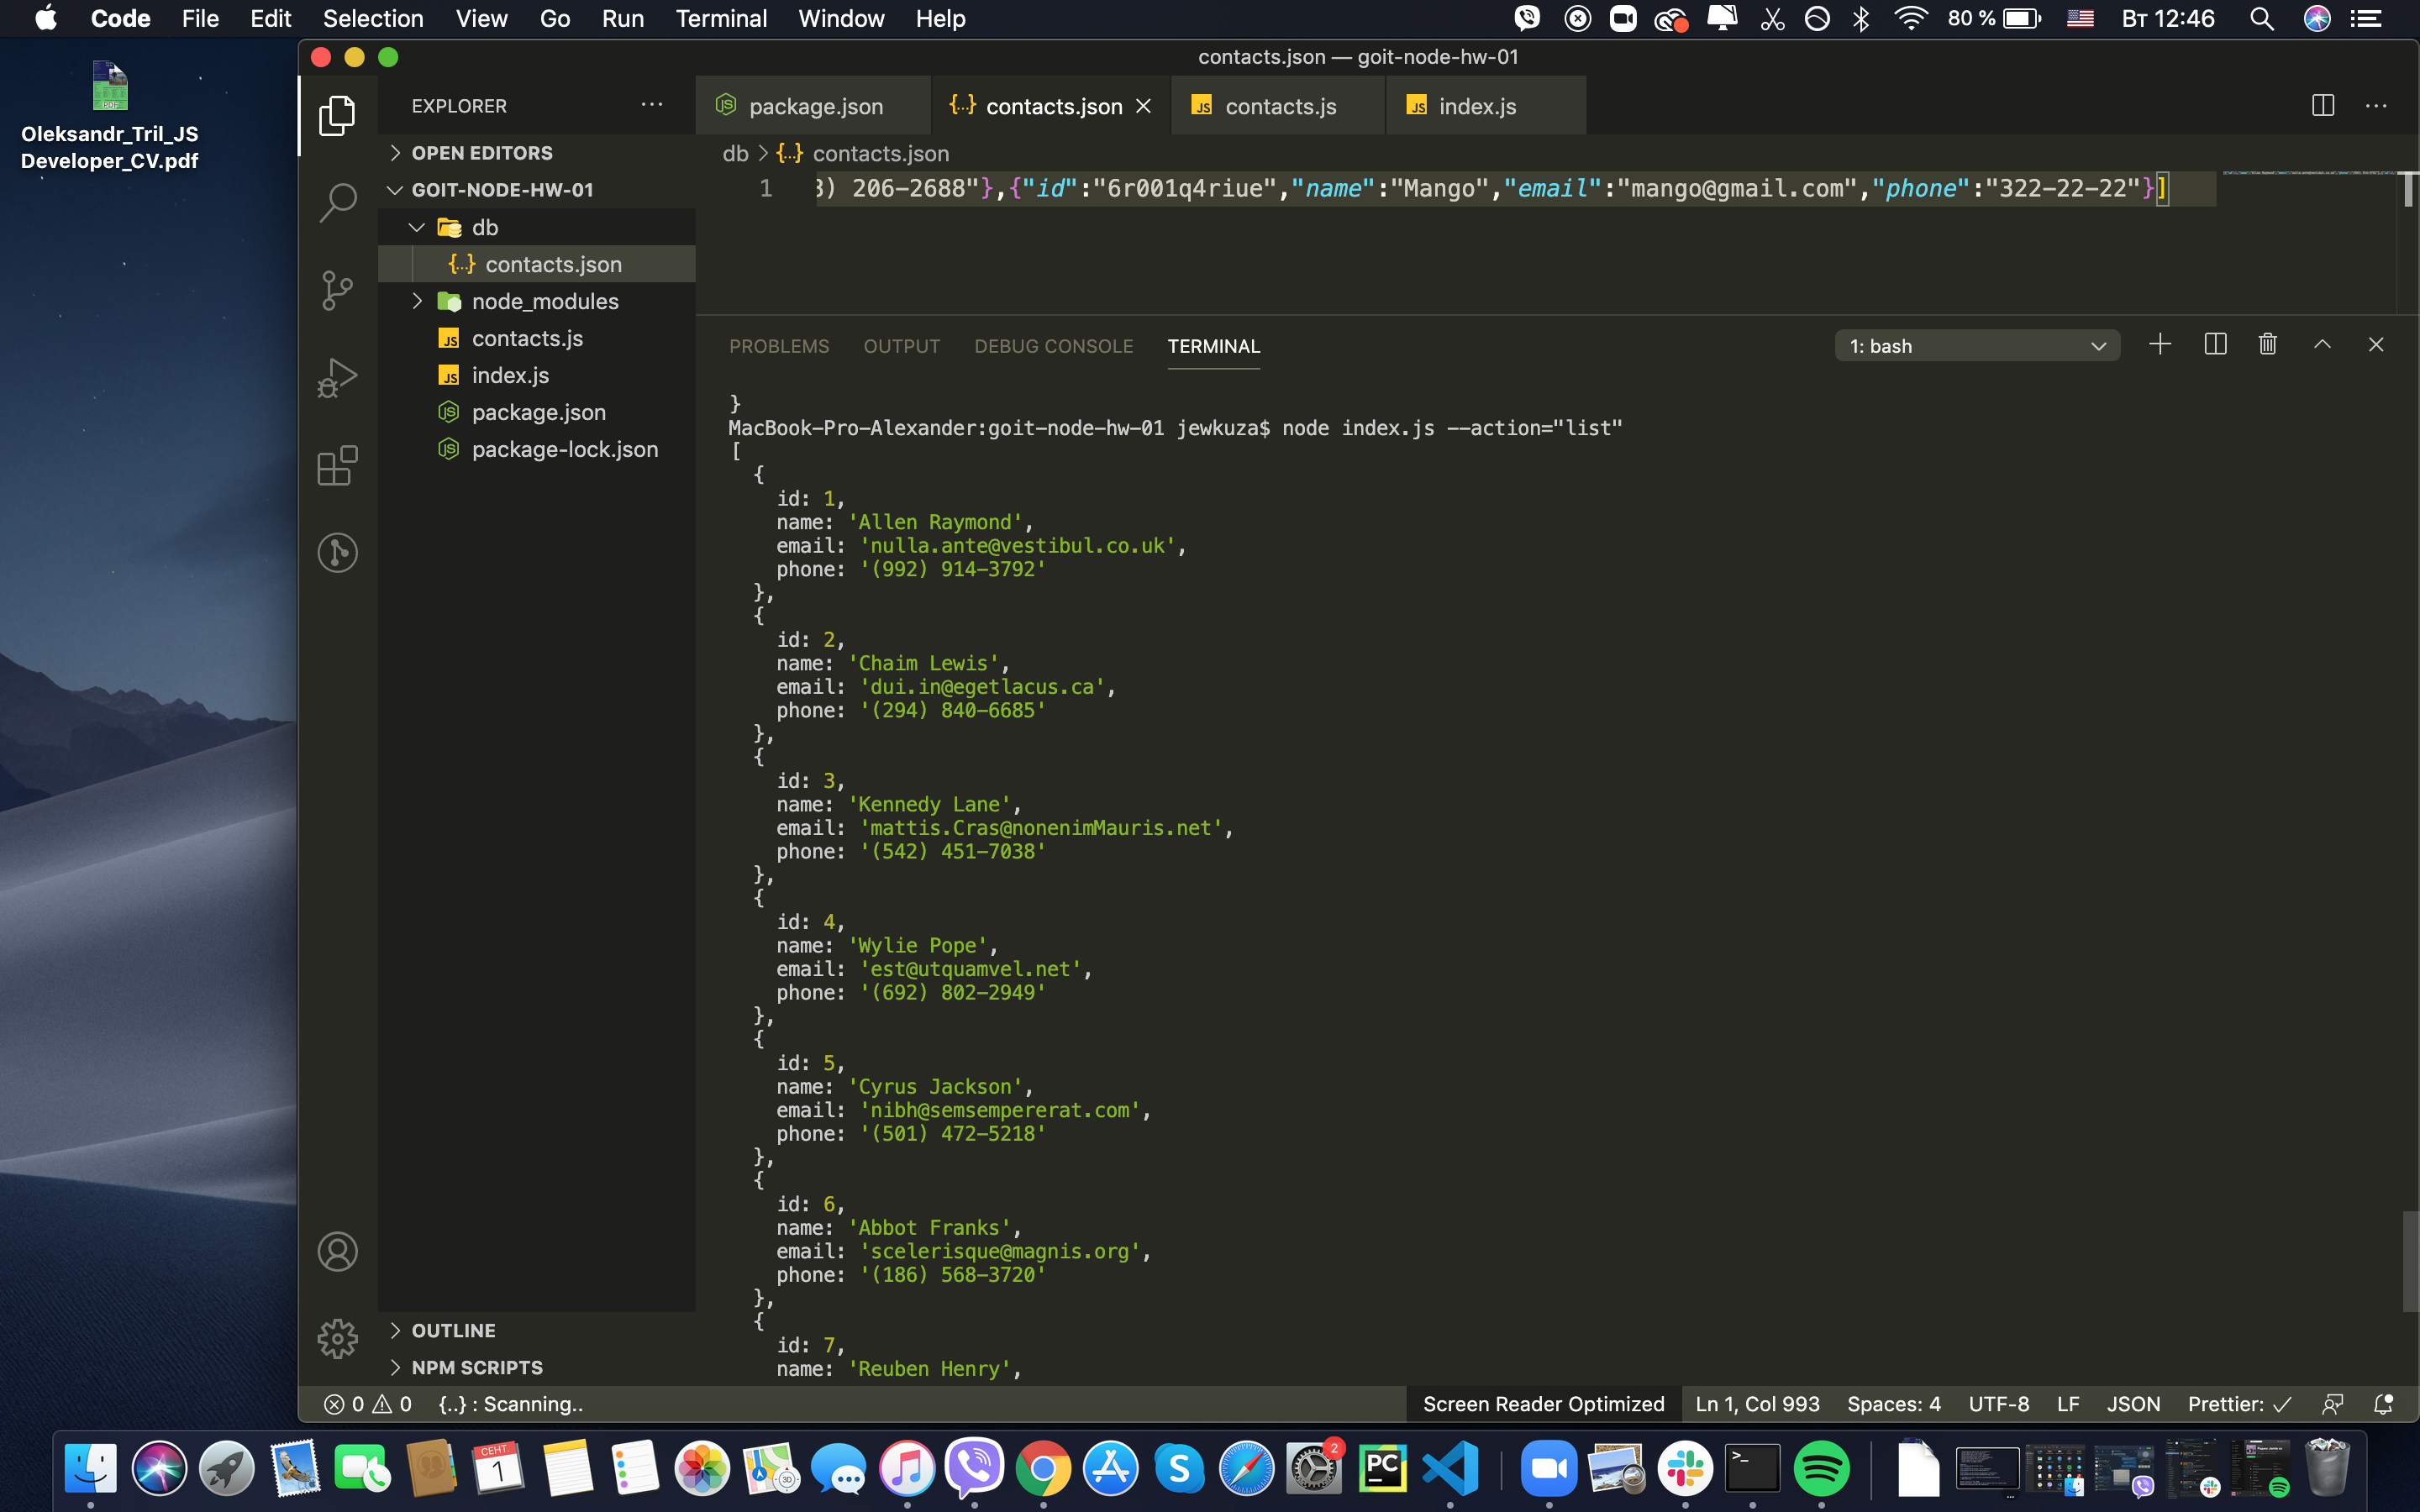 Code File Edit Selection View Go Run Terminal Window Help 80 % Вт 12:46
Oleksandr_Tril_JS
Developer_CV.pdf
PDF
contacts.json — goit-node-hw-01
EXPLORER
OPEN EDITORS
GOIT-NODE-HW-01
db
contacts.json
node_modules
contacts.js
index.js
package.json
package-lock.json
OUTLINE
NPM SCRIPTS
package.json contacts.json contacts.js index.js
db > {..} contacts.json
1 3) 206-2688"},{"id":"6r001q4riue","name":"Mango","email":"mango@gmail.com","phone":"322-22-22"}]
PROBLEMS OUTPUT DEBUG CONSOLE TERMINAL 1: bash
}
MacBook-Pro-Alexander:goit-node-hw-01 jewkuza$ node index.js --action="list"
[
{
id: 1,
name: 'Allen Raymond',
email: 'nulla.ante@vestibul.co.uk',
phone: '(992) 914-3792'
},
{
id: 2,
name: 'Chaim Lewis',
email: 'dui.in@egetlacus.ca',
phone: '(294) 840-6685'
},
{
id: 3,
name: 'Kennedy Lane',
email: 'mattis.Cras@nonenimMauris.net',
phone: '(542) 451-7038'
},
{
id: 4,
name: 'Wylie Pope',
email: 'est@utquamvel.net',
phone: '(692) 802-2949'
},
{
id: 5,
name: 'Cyrus Jackson',
email: 'nibh@semsempererat.com',
phone: '(501) 472-5218'
},
{
id: 6,
name: 'Abbot Franks',
email: 'scelerisque@magnis.org',
phone: '(186) 568-3720'
},
{
id: 7,
name: 'Reuben Henry',
0 0 {..} : Scanning.. Screen Reader Optimized Ln 1, Col 993 Spaces: 4 UTF-8 LF JSON Prettier: ✓
СЕНТ.
1
3D
2
PC